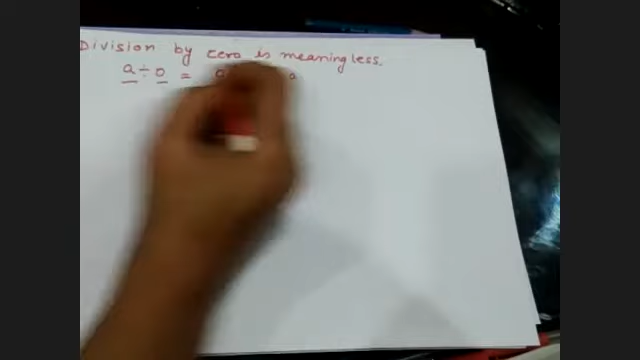 Division by zero is meaningless.
a ÷ 0 =